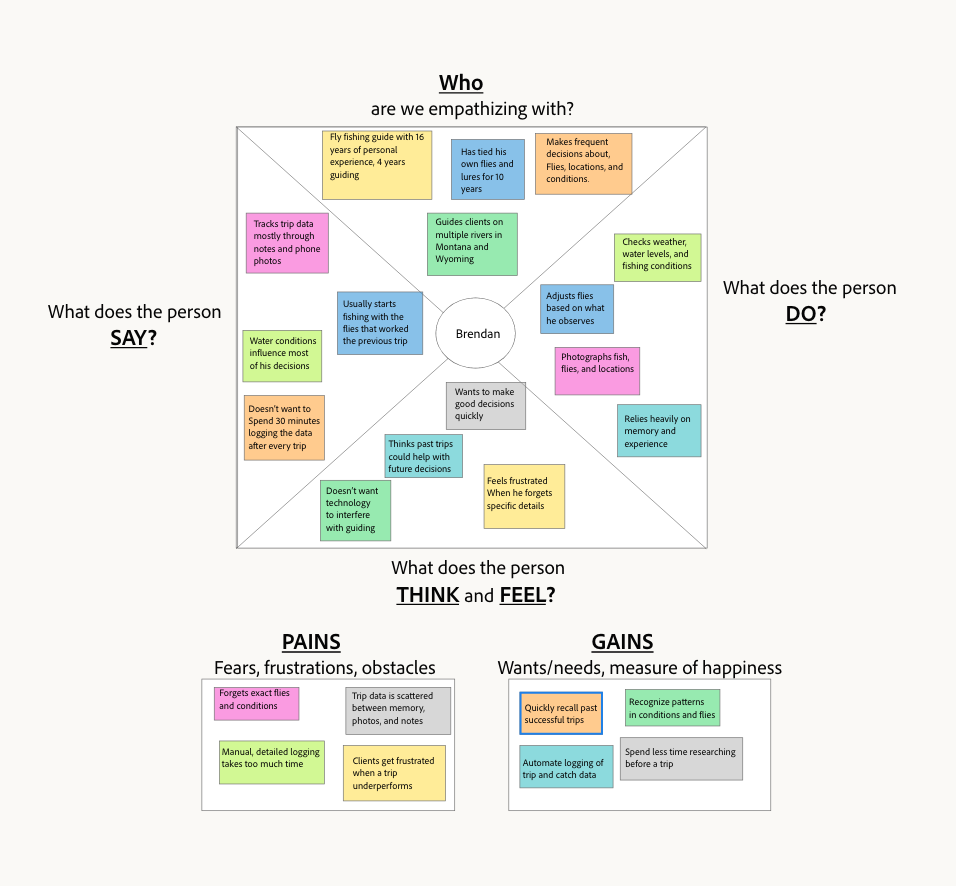 Who
are we empathizing with?
Fly fishing guide with 16
years of personal
experience, 4 years
guiding
Has tied his
own flies and
lures for 10
years
Makes frequent
decisions about,
Flies, locations, and
conditions.
Guides clients on
multiple rivers in
Montana and
Wyoming
What does the person
SAY?
Tracks trip data
mostly through
notes and phone
photos
Usually starts
fishing with the
flies that worked
the previous trip
Water conditions
influence most
of his decisions
Doesn't want to
Spend 30 minutes
logging the data
after every trip
Brendan
What does the person
DO?
Checks weather,
water levels, and
fishing conditions
Adjusts flies
based on what
he observes
Photographs fish,
flies, and locations
Relies heavily on
memory and
experience
Wants to make
good decisions
quickly
Thinks past trips
could help with
future decisions
Feels frustrated
When he forgets
specific details
Doesn't want
technology
to interfere
with guiding
What does the person
THINK and FEEL?
PAINS
Fears, frustrations, obstacles
Forgets exact flies
and conditions
Trip data is scattered
between memory,
photos, and notes
Manual, detailed logging
takes too much time
Clients get frustrated
when a trip
underperforms
GAINS
Wants/needs, measure of happiness
Quickly recall past
successful trips
Recognize patterns
in conditions and flies
Automate logging of
trip and catch data
Spend less time researching
before a trip